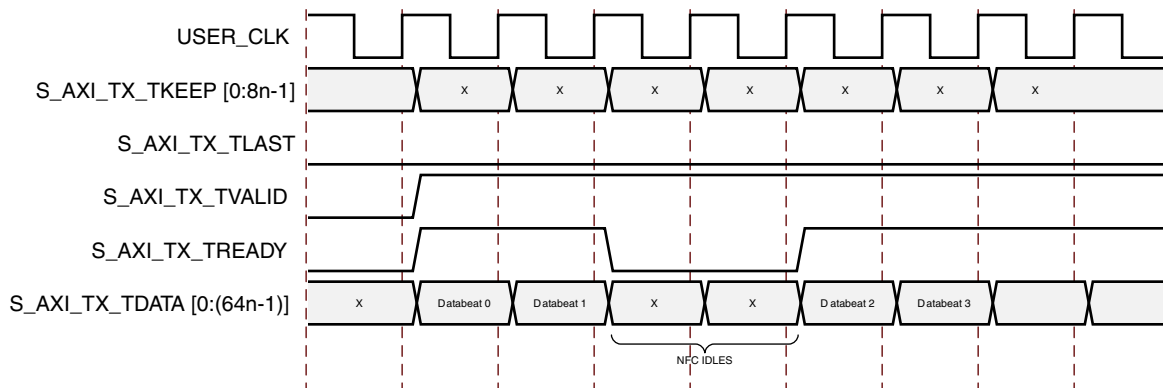 USER_CLK
S_AXI_TX_TKEEP [0:8n-1] X X X X X X X
S_AXI_TX_TLAST
S_AXI_TX_TVALID
S_AXI_TX_TREADY
S_AXI_TX_TDATA [0:(64n-1)] X Databeat 0 Databeat 1 X X Databeat 2 Databeat 3
NFC IDLES